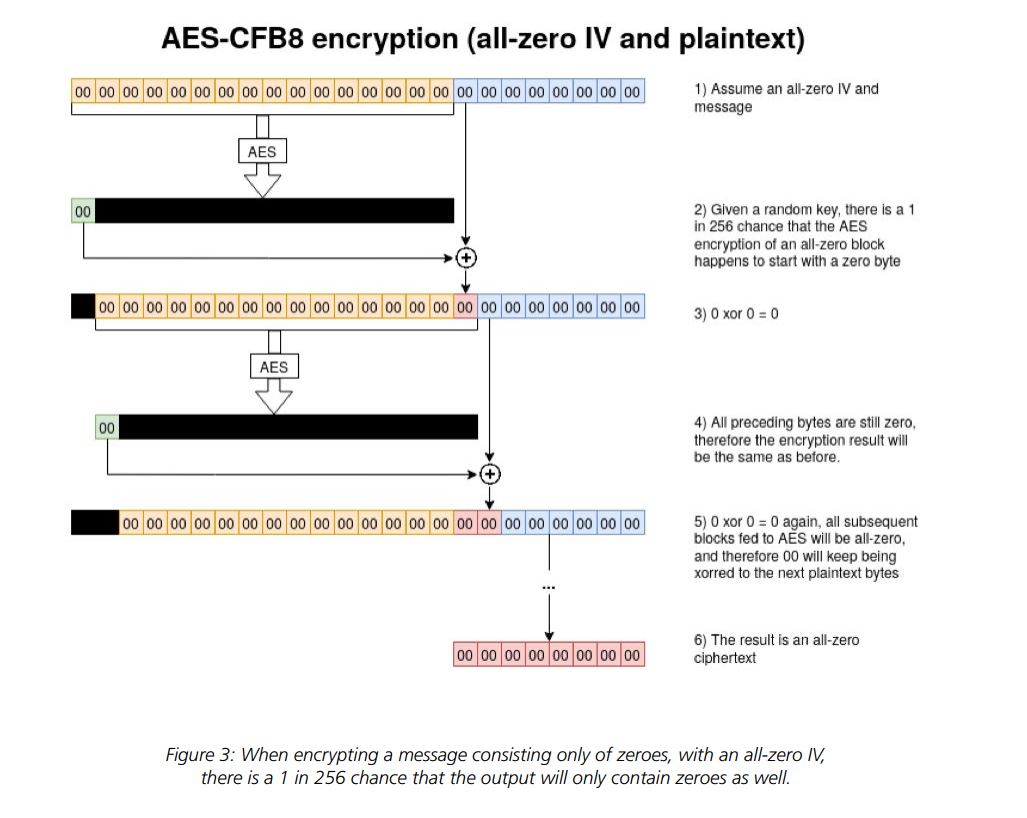 AES-CFB8 encryption (all-zero IV and plaintext)
00 00 00 00 00 00 00 00 00 00 00 00 00 00 00 00 00 00 00 00 00 00 00 00
1) Assume an all-zero IV and
message
AES
00
2) Given a random key, there is a 1
in 256 chance that the AES
encryption of an all-zero block
happens to start with a zero byte
00 00 00 00 00 00 00 00 00 00 00 00 00 00 00 00 00 00 00 00 00 00 00
3) 0 xor 0 = 0
AES
00
4) All preceding bytes are still zero,
therefore the encryption result will
be the same as before.
00 00 00 00 00 00 00 00 00 00 00 00 00 00 00 00 00 00 00 00 00 00
5) 0 xor 0 = 0 again, all subsequent
blocks fed to AES will be all-zero,
and therefore 00 will keep being
xorred to the next plaintext bytes
...
00 00 00 00 00 00 00 00
6) The result is an all-zero
ciphertext
Figure 3: When encrypting a message consisting only of zeroes, with an all-zero IV,
there is a 1 in 256 chance that the output will only contain zeroes as well.